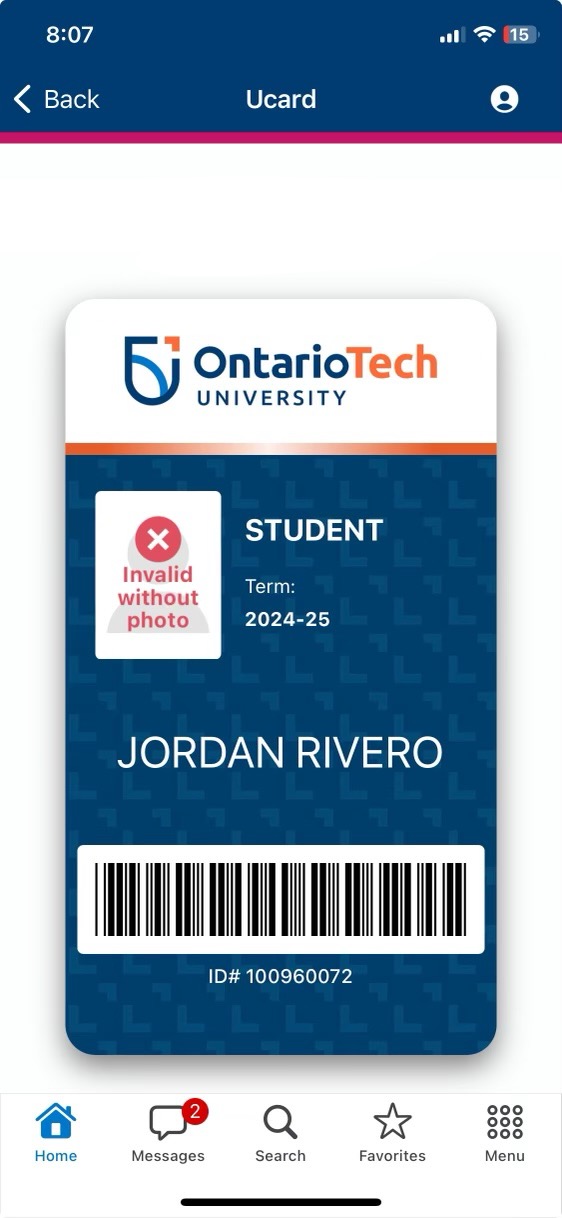 8:07
15
Back
Ucard
OntarioTech
UNIVERSITY
Invalid
without
photo
STUDENT
Term:
2024-25
JORDAN RIVERO
ID# 100960072
2
Home
Messages
Search
Favorites
Menu